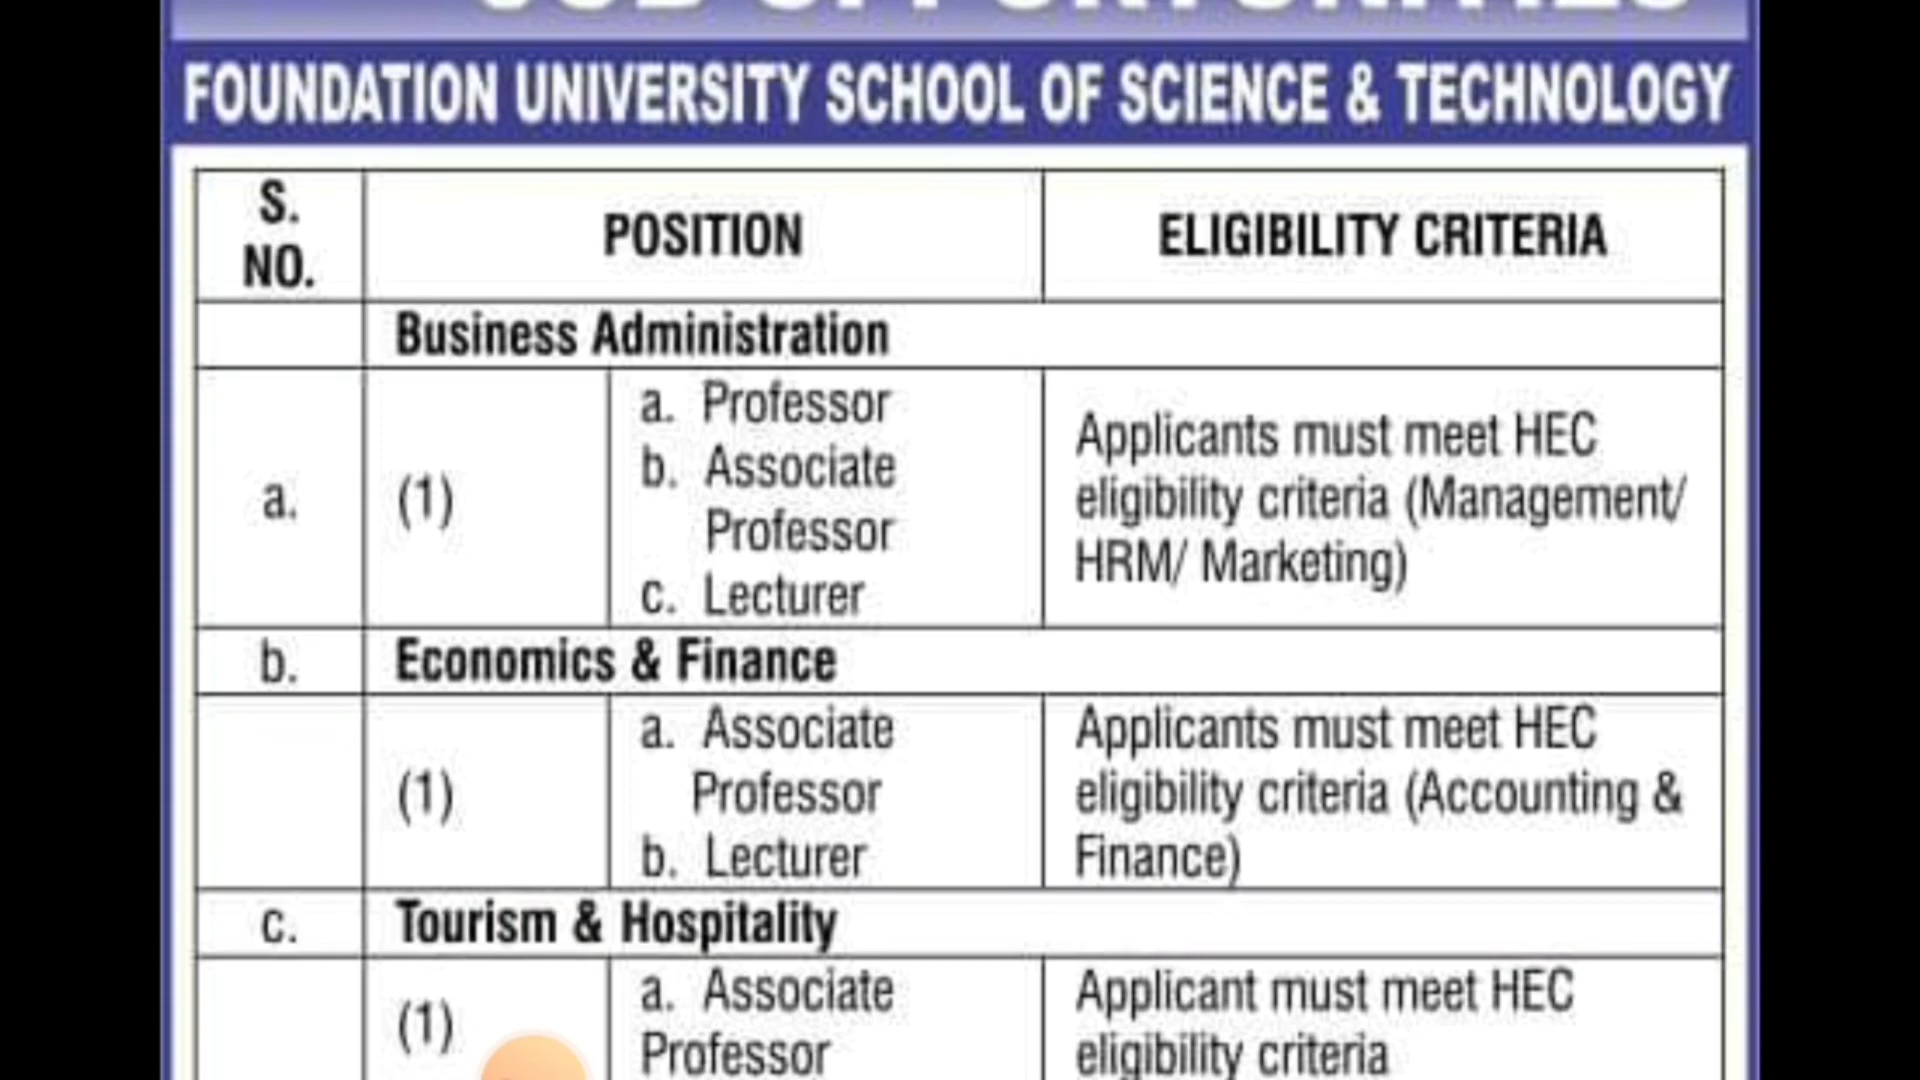 JOB OPPORTUNITIES
FOUNDATION UNIVERSITY SCHOOL OF SCIENCE & TECHNOLOGY
S.
NO.
POSITION
ELIGIBILITY CRITERIA
Business Administration
a.
(1)
a. Professor
b. Associate
Professor
c. Lecturer
Applicants must meet HEC
eligibility criteria (Management/
HRM/ Marketing)
b.
Economics & Finance
(1)
a. Associate
Professor
b. Lecturer
Applicants must meet HEC
eligibility criteria (Accounting &
Finance)
c.
Tourism & Hospitality
(1)
a. Associate
Professor
Applicant must meet HEC
eligibility criteria